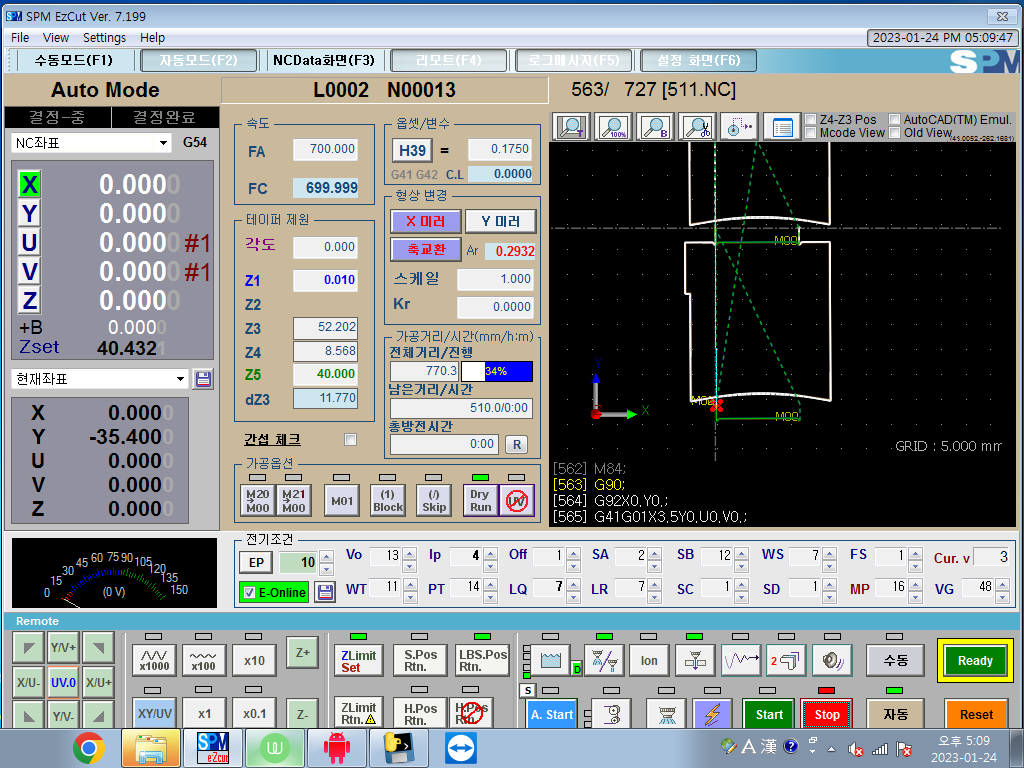 SPM EzCut Ver. 7.199
File View Settings Help
2023-01-24 PM 05:09:47
수동모드(F1) 자동모드(F2) NCData화면(F3) 리모트(F4) 로그메시지(F5) 설정 화면(F6) SPM
Auto Mode L0002 N00013 563/ 727 [511.NC]
결정-중 결정완료
NC좌표 G54
X 0.0000
Y 0.0000
U 0.0000 #1
V 0.0000 #1
Z 0.0000
+B 0.0000
Zset 40.4321
현재좌표
X 0.0000
Y -35.4000
U 0.0000
V 0.0000
Z 0.0000
속도
FA 700.000
FC 699.999
테이퍼 제원
각도 0.000
Z1 0.010
Z2
Z3 52.202
Z4 8.568
Z5 40.000
dZ3 11.770
간섭 체크
옵셋/변수
H39 = 0.1750
G41 G42 C.L 0.0000
형상 변경
X 미러 Y 미러
축교환 Ar 0.2932
스케일 1.000
Kr 0.0000
가공거리/시간(mm/h:m)
전체거리/진행
770.3 34%
남은거리/시간
510.0/0:00
총방전시간
0:00 R
가공옵션
M20 M00 M21 M00 M01 (1) Block (/) Skip Dry Run UV
T 100% B
Z4-Z3 Pos AutoCAD(TM) Emul.
Mcode View Old View
(41.0052,-262.1681)
M00
M00
M00
Y
X
GRID : 5.000 mm
[562] M84;
[563] G90;
[564] G92X0,Y0,;
[565] G41G01X3,5Y0,U0,V0,;
0 15 30 45 60 75 90 105 120 135 150
(0 V)
전기조건
EP 10 Vo 13 Ip 4 Off 1 SA 2 SB 12 WS 7 FS 1 Cur. v 3
E-Online WT 11 PT 14 LQ 7 LR 7 SC 1 SD 1 MP 16 VG 48
Remote
Y/V+
X/U- UV.0 X/U+
Y/V-
x1000 x100 x10 Z+
XY/UV x1 x0.1 Z-
ZLimit Set S.Pos Rtn. LBS.Pos Rtn.
ZLimit Rtn. H.Pos Rtn. H.Pos Rtn.
D Ion 2 수동 Ready
S A. Start Start Stop 자동 Reset
SPM eZcut
A 漢
오후 5:09
2023-01-24